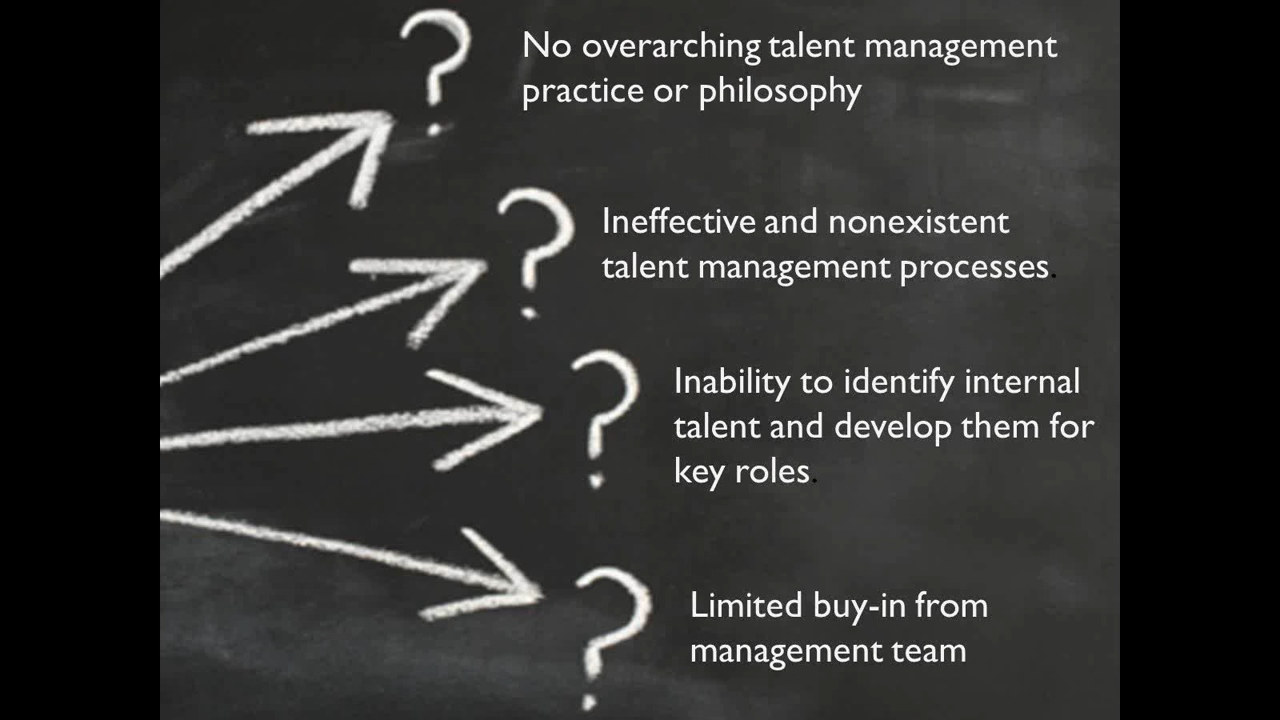 ?
No overarching talent management
practice or philosophy
?
Ineffective and nonexistent
talent management processes.
?
Inability to identify internal
talent and develop them for
key roles.
?
Limited buy-in from
management team